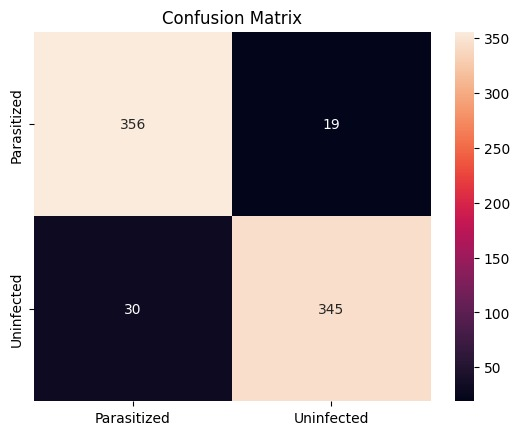 Confusion Matrix
Parasitized
356
19
Uninfected
30
345
Parasitized
Uninfected
350
300
250
200
150
100
50